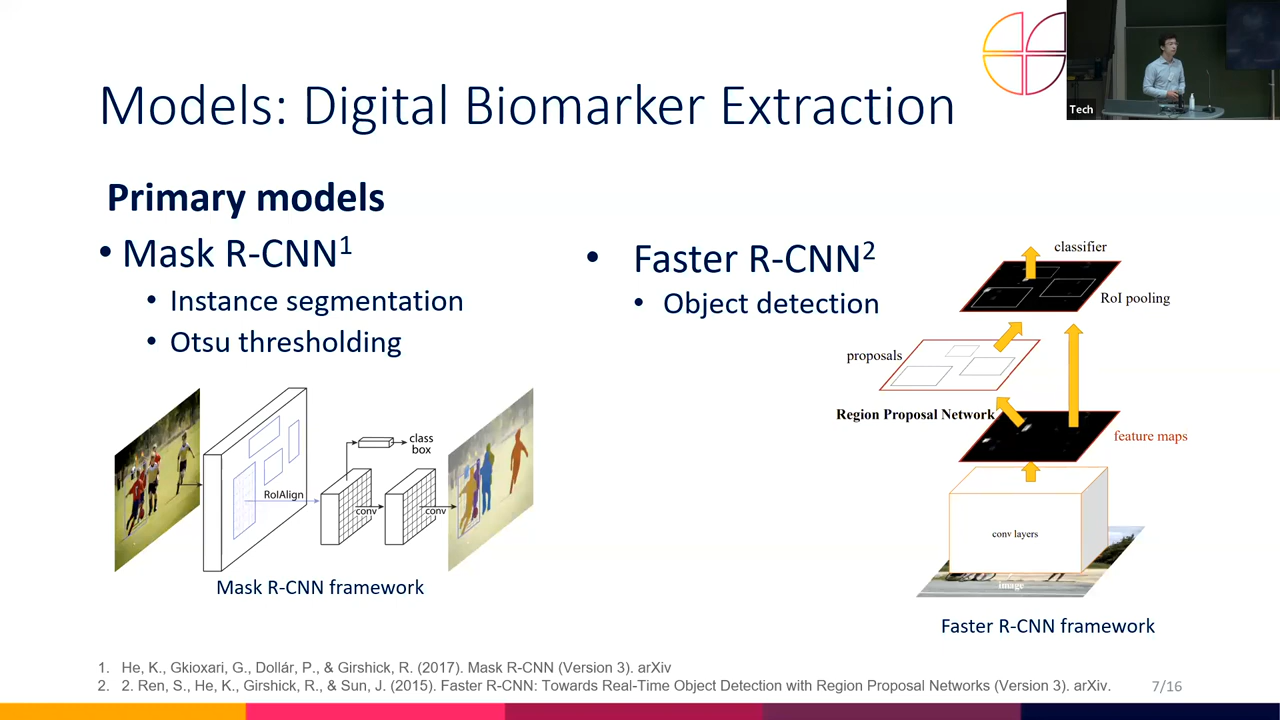 Models: Digital Biomarker Extraction
Tech
Primary models
• Mask R-CNN1
• Instance segmentation
• Otsu thresholding
RoIAlign
conv
conv
class
box
Mask R-CNN framework
• Faster R-CNN2
• Object detection
classifier
RoI pooling
proposals
Region Proposal Network
feature maps
conv layers
image
Faster R-CNN framework
1. He, K., Gkioxari, G., Dollár, P., & Girshick, R. (2017). Mask R-CNN (Version 3). arXiv
2. 2. Ren, S., He, K., Girshick, R., & Sun, J. (2015). Faster R-CNN: Towards Real-Time Object Detection with Region Proposal Networks (Version 3). arXiv.
7/16